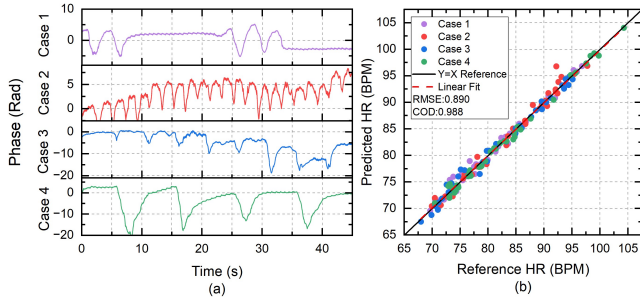 (a)
Case 1
10
0
Case 2
5
0
Case 3
0
−10
−20
Case 4
0
−10
−20
Phase (Rad)
0 10 20 30 40
Time (s)
(a)
(b)
Case 1
Case 2
Case 3
Case 4
Y=X Reference
Linear Fit
RMSE:0.890
COD:0.988
Predicted HR (BPM)
107
100
95
90
85
80
75
70
65
65 70 75 80 85 90 95 100 107
Reference HR (BPM)
(b)